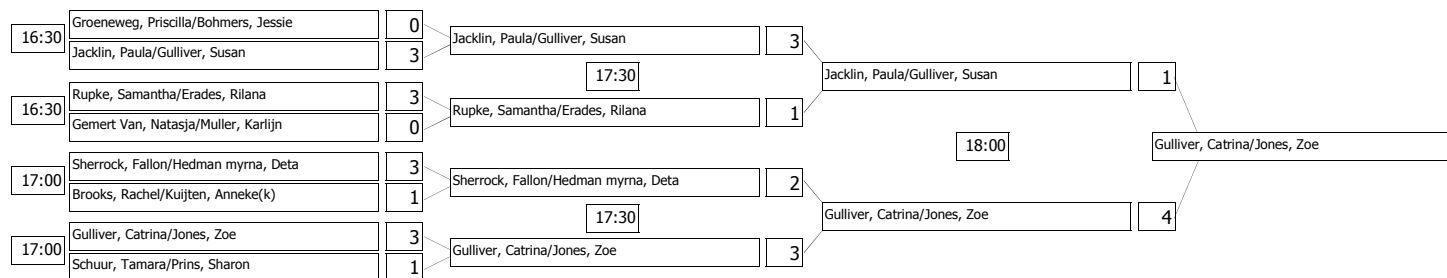 16:30
Groeneweg, Priscilla/Bohmers, Jessie 0
Jacklin, Paula/Gulliver, Susan 3
16:30
Rupke, Samantha/Erades, Rilana 3
Gemert Van, Natasja/Muller, Karlijn 0
17:00
Sherrock, Fallon/Hedman myrna, Deta 3
Brooks, Rachel/Kuijten, Anneke(k) 1
17:00
Gulliver, Catrina/Jones, Zoe 3
Schuur, Tamara/Prins, Sharon 1
Jacklin, Paula/Gulliver, Susan 3
17:30
Rupke, Samantha/Erades, Rilana 1
Sherrock, Fallon/Hedman myrna, Deta 2
17:30
Gulliver, Catrina/Jones, Zoe 3
Jacklin, Paula/Gulliver, Susan 1
18:00
Gulliver, Catrina/Jones, Zoe 4
Gulliver, Catrina/Jones, Zoe